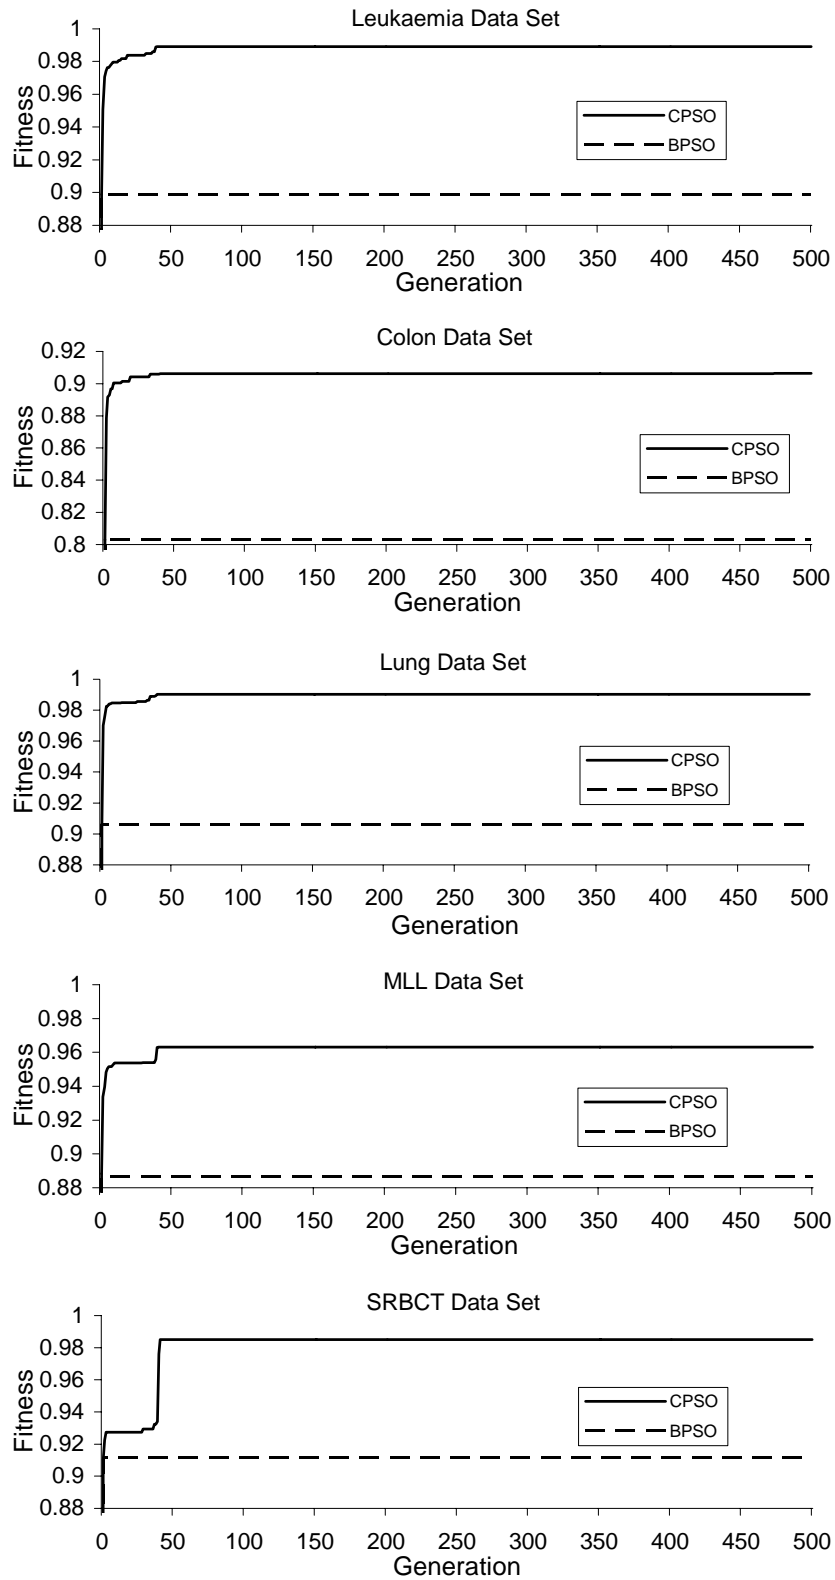 Leukaemia Data Set
1
0.98
0.96
0.94
0.92
0.9
0.88
Fitness
CPSO
BPSO
0 50 100 150 200 250 300 350 400 450 500
Generation
Colon Data Set
0.92
0.9
0.88
0.86
0.84
0.82
0.8
Fitness
CPSO
BPSO
0 50 100 150 200 250 300 350 400 450 500
Generation
Lung Data Set
1
0.98
0.96
0.94
0.92
0.9
0.88
Fitness
CPSO
BPSO
0 50 100 150 200 250 300 350 400 450 500
Generation
MLL Data Set
1
0.98
0.96
0.94
0.92
0.9
0.88
Fitness
CPSO
BPSO
0 50 100 150 200 250 300 350 400 450 500
Generation
SRBCT Data Set
1
0.98
0.96
0.94
0.92
0.9
0.88
Fitness
CPSO
BPSO
0 50 100 150 200 250 300 350 400 450 500
Generation